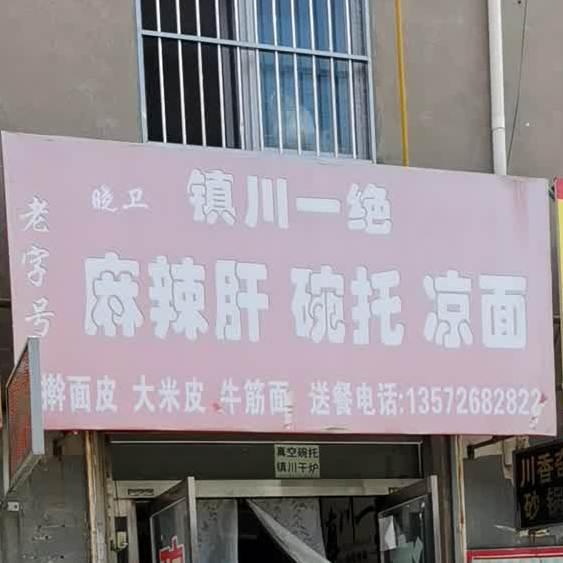 老字号
晓卫
镇川一绝
麻辣肝 碗托 凉面
擀面皮 大米皮 牛筋面 送餐电话:13572682822
真空碗托
镇川干炉
川香
砂锅